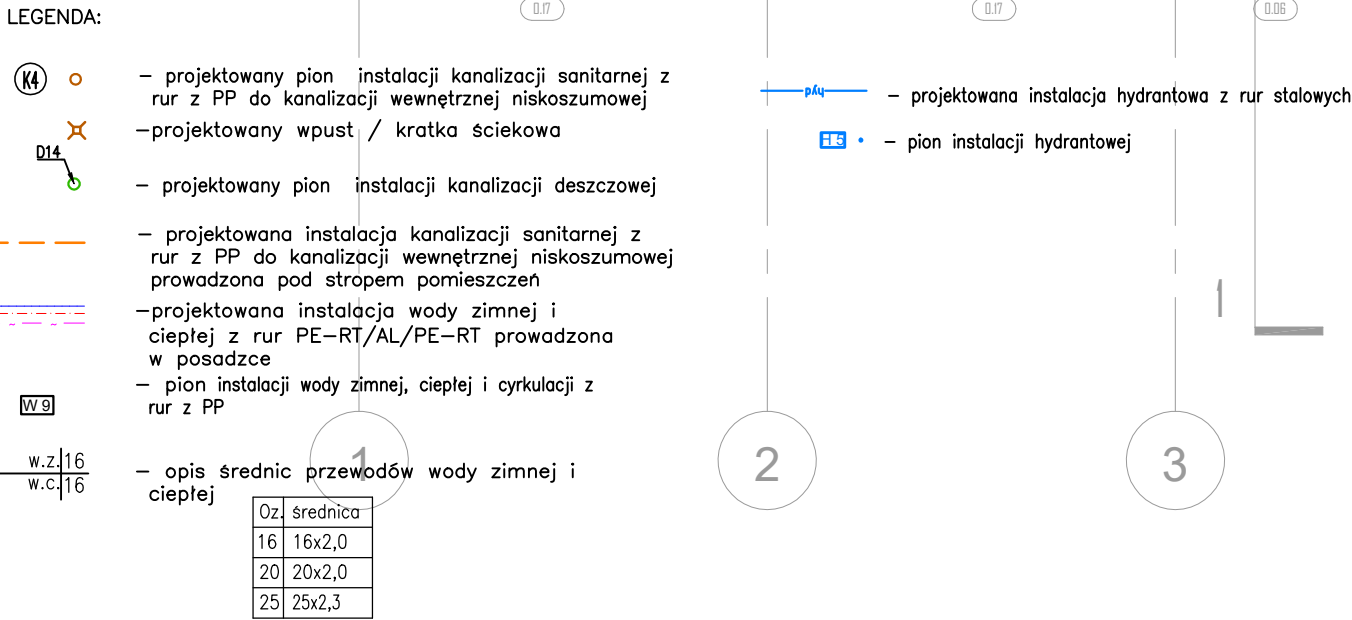 LEGENDA:
0.17
0.17
0.06
K4
– projektowany pion instalacji kanalizacji sanitarnej z
rur z PP do kanalizacji wewnętrznej niskoszumowej
–projektowany wpust / kratka ściekowa
D14
– projektowany pion instalacji kanalizacji deszczowej
– projektowana instalacja kanalizacji sanitarnej z
rur z PP do kanalizacji wewnętrznej niskoszumowej
prowadzona pod stropem pomieszczeń
–projektowana instalacja wody zimnej i
ciepłej z rur PE–RT/AL/PE–RT prowadzona
w posadzce
– pion instalacji wody zimnej, ciepłej i cyrkulacji z
rur z PP
W 9
w.z. 16
w.c. 16
– opis średnic przewodów wody zimnej i
ciepłej
Oz. średnica
16 16x2,0
20 20x2,0
25 25x2,3
hyd
– projektowana instalacja hydrantowa z rur stalowych
H 5
– pion instalacji hydrantowej
1
1
2
3